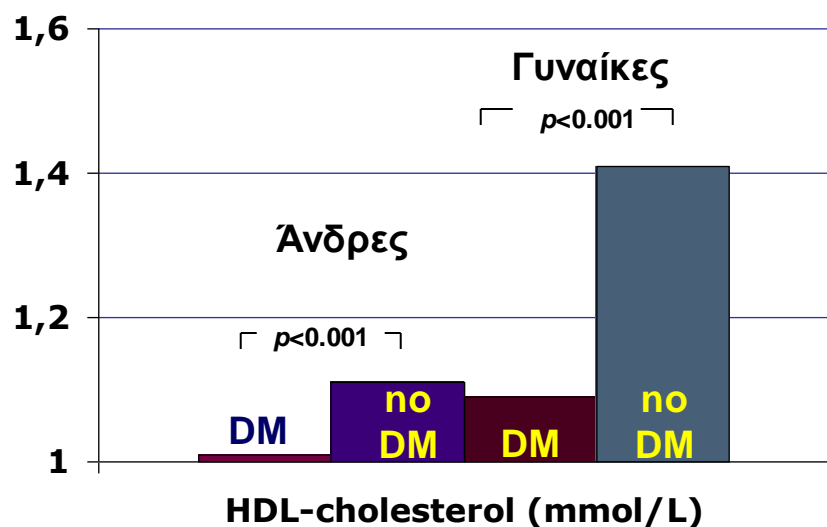 1,6
Γυναίκες
p<0.001
1,4
Άνδρες
1,2
p<0.001
DM
no
DM
DM
no
DM
1
HDL-cholesterol (mmol/L)